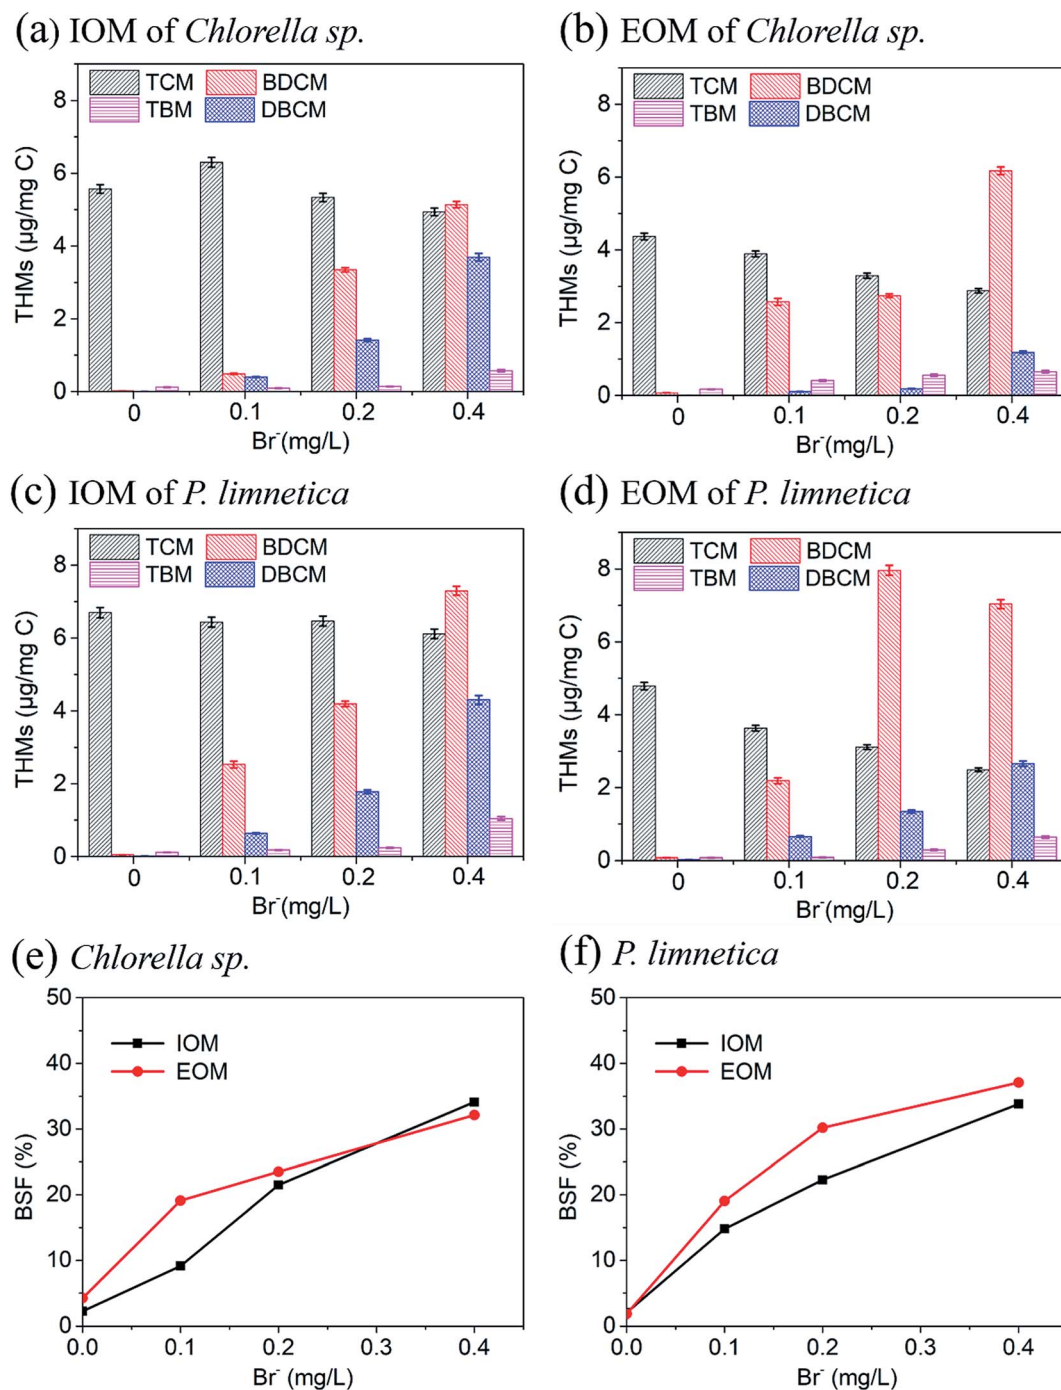 (a) IOM of Chlorella sp.
TCM BDCM
TBM DBCM
8
6
4
2
0
THMs (µg/mg C)
0 0.1 0.2 0.4
Br⁻(mg/L)
(b) EOM of Chlorella sp.
TCM BDCM
TBM DBCM
8
6
4
2
0
THMs (µg/mg C)
0 0.1 0.2 0.4
Br⁻(mg/L)
(c) IOM of P. limnetica
TCM BDCM
TBM DBCM
8
6
4
2
0
THMs (µg/mg C)
0 0.1 0.2 0.4
Br⁻(mg/L)
(d) EOM of P. limnetica
TCM BDCM
TBM DBCM
8
6
4
2
0
THMs (µg/mg C)
0 0.1 0.2 0.4
Br⁻(mg/L)
(e) Chlorella sp.
IOM
EOM
50
40
30
20
10
0
BSF (%)
0.0 0.1 0.2 0.3 0.4
Br⁻ (mg/L)
(f) P. limnetica
IOM
EOM
50
40
30
20
10
0
BSF (%)
0.0 0.1 0.2 0.3 0.4
Br⁻ (mg/L)